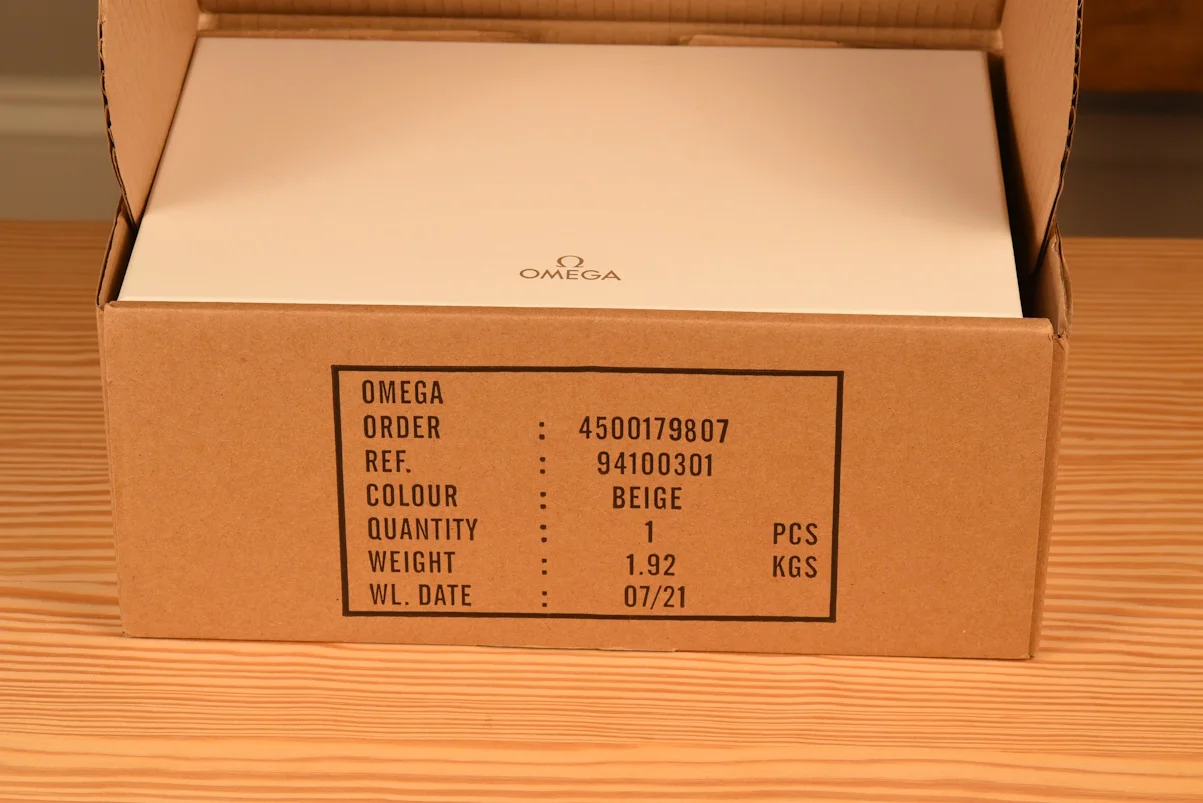 Ω
OMEGA
OMEGA
ORDER : 4500179807
REF. : 94100301
COLOUR : BEIGE
QUANTITY : 1 PCS
WEIGHT : 1.92 KGS
WL. DATE : 07/21